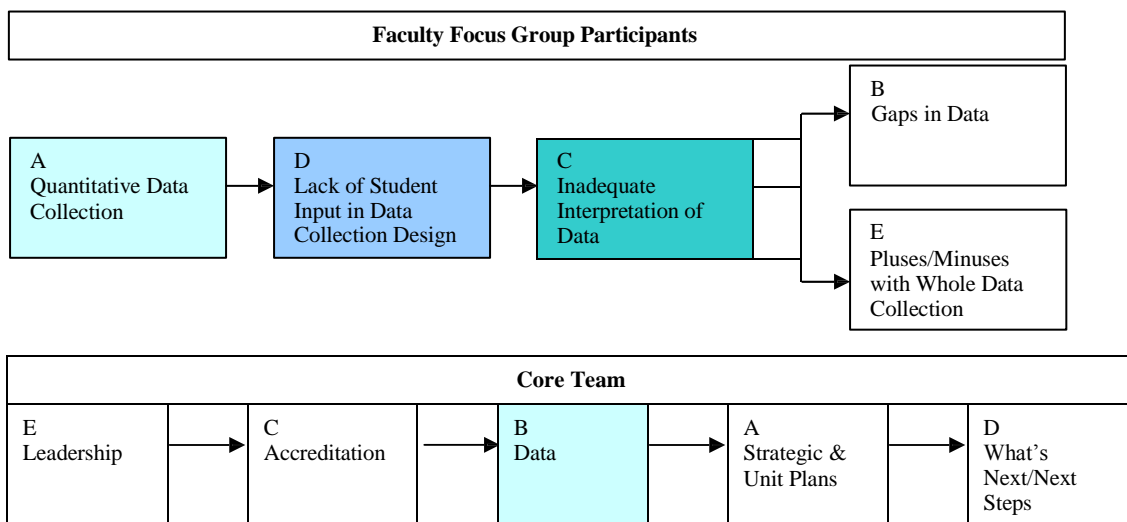 Faculty Focus Group Participants
A
Quantitative Data
Collection
D
Lack of Student
Input in Data
Collection Design
C
Inadequate
Interpretation of
Data
B
Gaps in Data
E
Pluses/Minuses
with Whole Data
Collection
Core Team
E
Leadership
C
Accreditation
B
Data
A
Strategic &
Unit Plans
D
What’s
Next/Next
Steps